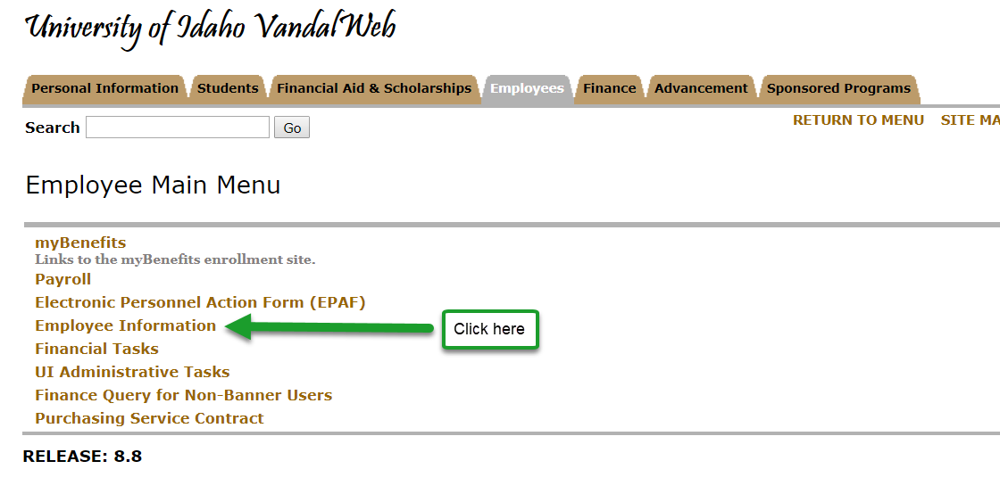 University of Idaho VandalWeb
Personal Information Students Financial Aid & Scholarships Employees Finance Advancement Sponsored Programs
Search Go RETURN TO MENU SITE MA
Employee Main Menu
myBenefits
Links to the myBenefits enrollment site.
Payroll
Electronic Personnel Action Form (EPAF)
Employee Information Click here
Financial Tasks
UI Administrative Tasks
Finance Query for Non-Banner Users
Purchasing Service Contract
RELEASE: 8.8